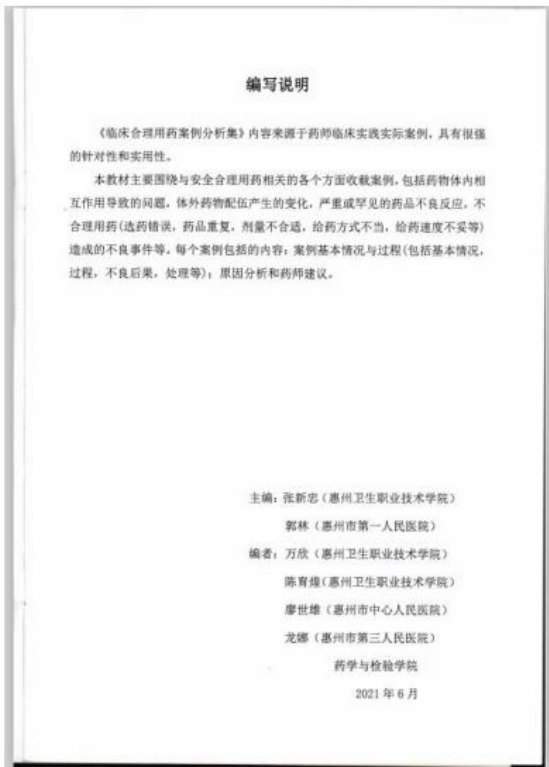 编写说明
《临床合理用药案例分析集》内容来源于药师临床实践实际案例，具有很强
的针对性和实用性。
本教材主要围绕与安全合理用药相关的各个方面收载案例，包括药物体内相
互作用导致的问题，体外药物配伍产生的变化，严重或罕见的药品不良反应，不
合理用药(选药错误，药品重复，剂量不合适，给药方式不当，给药速度不妥等)
造成的不良事件等。每个案例包括的内容：案例基本情况与过程(包括基本情况，
过程，不良后果，处理等)；原因分析和药师建议。
主编：张新忠（惠州卫生职业技术学院）
郭林（惠州市第一人民医院）
编者：万欣（惠州卫生职业技术学院）
陈育煌(惠州卫生职业技术学院）
廖世雄（惠州市中心人民医院）
龙娜（惠州市第三人民医院）
药学与检验学院
2021 年 6 月